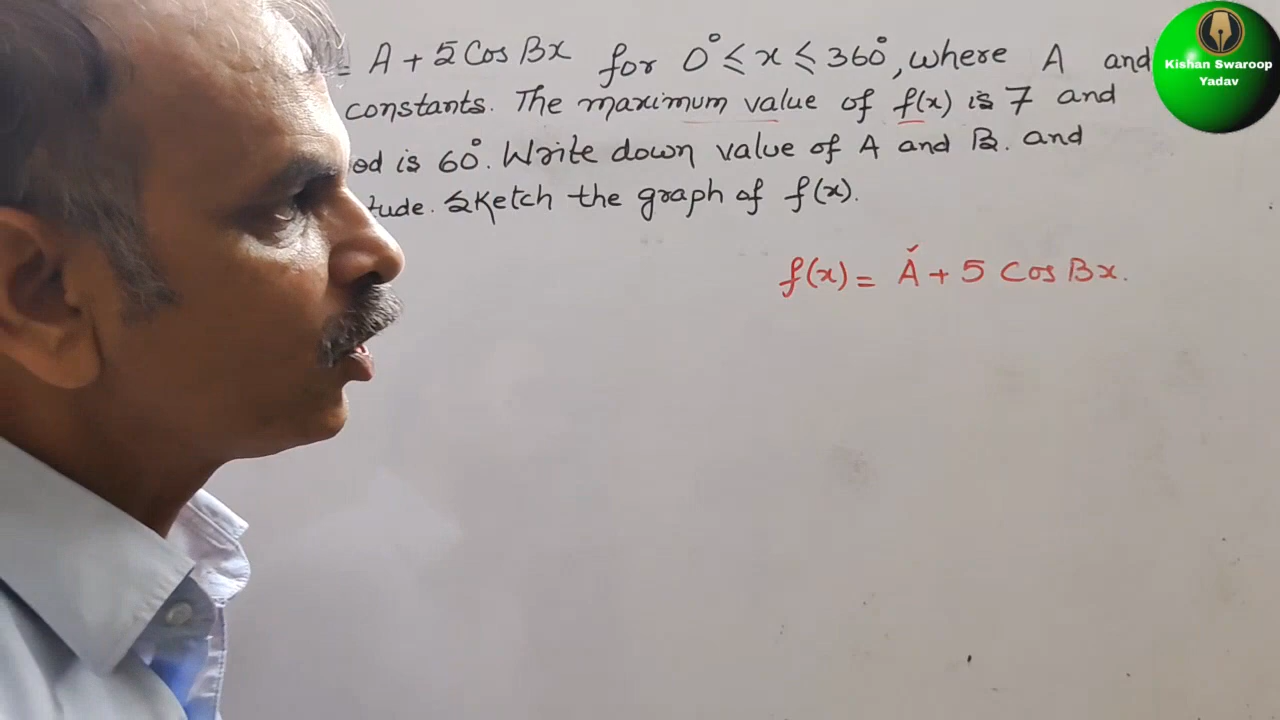 = A + 5 Cos Bx for 0° ≤ x ≤ 360°, where A and
constants. The maximum value of f(x) is 7 and
od is 60°. Write down value of A and B. and
tude. Sketch the graph of f(x).
f(x) = A + 5 Cos Bx.
Kishan Swaroop
Yadav